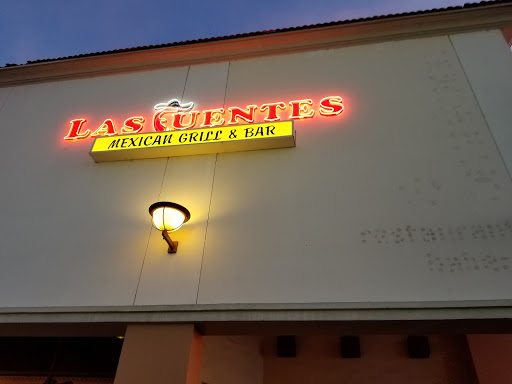 LAS FUENTES
MEXICAN GRILL & BAR